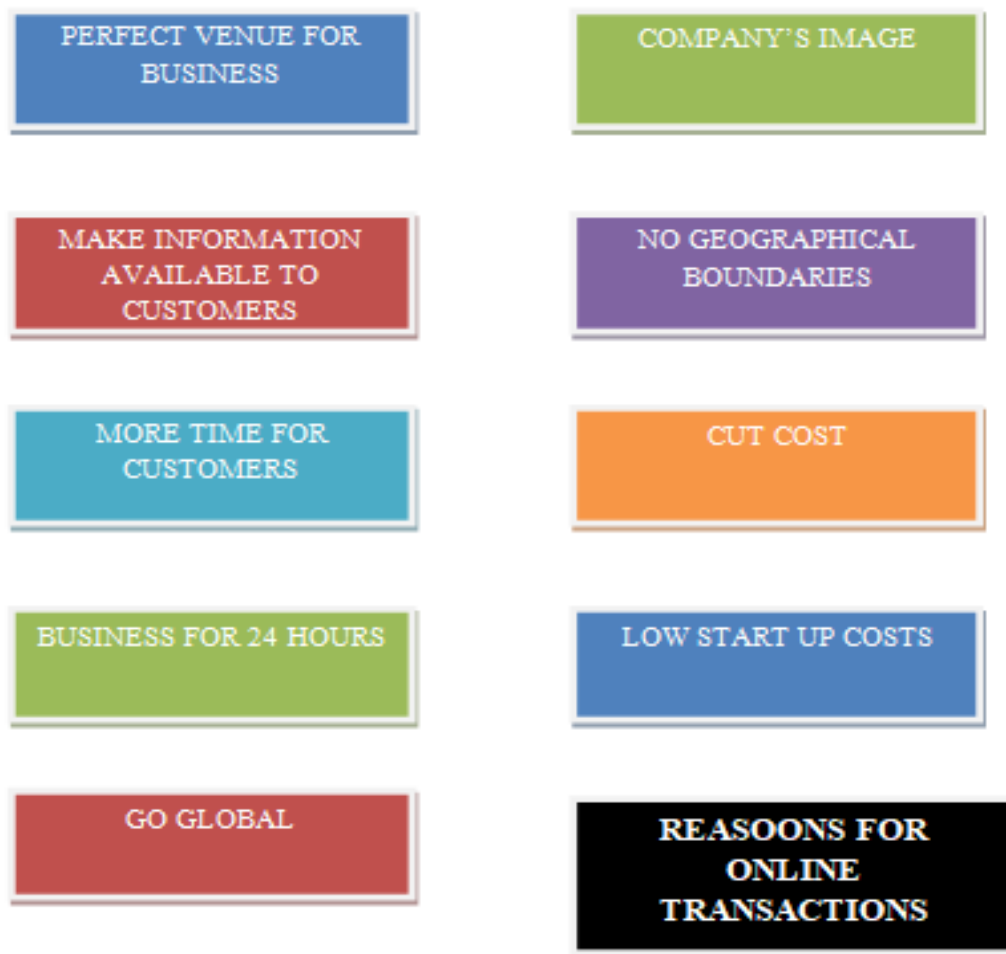 PERFECT VENUE FOR
BUSINESS
COMPANY'S IMAGE
MAKE INFORMATION
AVAILABLE TO
CUSTOMERS
NO GEOGRAPHICAL
BOUNDARIES
MORE TIME FOR
CUSTOMERS
CUT COST
BUSINESS FOR 24 HOURS
LOW START UP COSTS
GO GLOBAL
REASOONS FOR
ONLINE
TRANSACTIONS